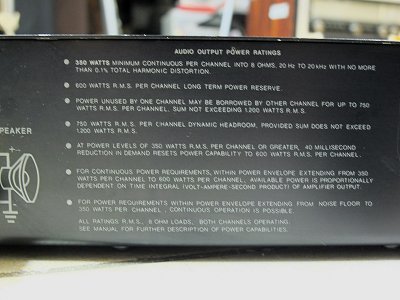 AUDIO OUTPUT POWER RATINGS
350 WATTS MINIMUM CONTINUOUS PER CHANNEL INTO 8 OHMS, 20 Hz TO 20 kHz WITH NO MORE
THAN 0.1% TOTAL HARMONIC DISTORTION.
600 WATTS R.M.S. PER CHANNEL LONG TERM POWER RESERVE.
POWER UNUSED BY ONE CHANNEL MAY BE BORROWED BY OTHER CHANNEL FOR UP TO 750
WATTS R.M.S. PER CHANNEL, SUM NOT EXCEEDING 1,200 WATTS R.M.S.
750 WATTS R.M.S. PER CHANNEL DYNAMIC HEADROOM, PROVIDED SUM DOES NOT EXCEED
1,200 WATTS R.M.S.
AT POWER LEVELS OF 350 WATTS R.M.S. PER CHANNEL OR GREATER, 40 MILLISECOND
REDUCTION IN DEMAND RESETS POWER CAPABILITY TO 600 WATTS R.M.S. PER CHANNEL.
FOR CONTINUOUS POWER REQUIREMENTS, WITHIN POWER ENVELOPE EXTENDING FROM 350
WATTS PER CHANNEL TO 600 WATTS PER CHANNEL, AVAILABLE POWER IS PROPORTIONALLY
DEPENDENT ON TIME INTEGRAL (VOLT-AMPERE-SECOND PRODUCT) OF AMPLIFIER OUTPUT.
FOR POWER REQUIREMENTS WITHIN POWER ENVELOPE EXTENDING FROM NOISE FLOOR TO
350 WATTS PER CHANNEL, CONTINUOUS OPERATION IS POSSIBLE.
ALL RATINGS R.M.S., 8 OHM LOADS, BOTH CHANNELS OPERATING.
SEE MANUAL FOR FURTHER DESCRIPTION OF POWER CAPABILITIES.
SPEAKER